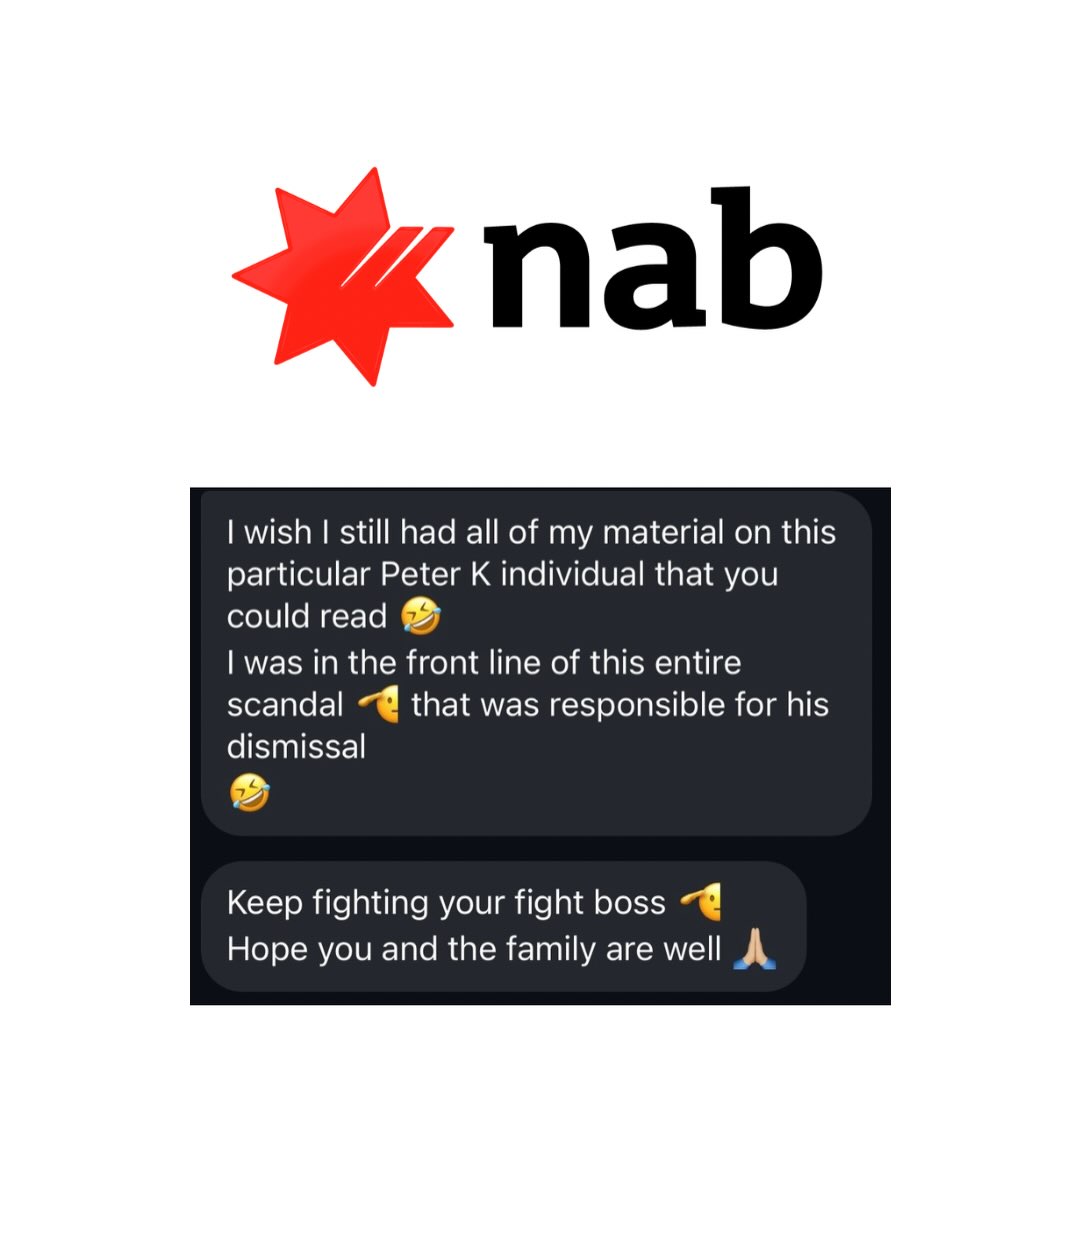 nab
I wish I still had all of my material on this
particular Peter K individual that you
could read 🤣
I was in the front line of this entire
scandal 🫡 that was responsible for his
dismissal
🤣
Keep fighting your fight boss 🫡
Hope you and the family are well 🙏🏼